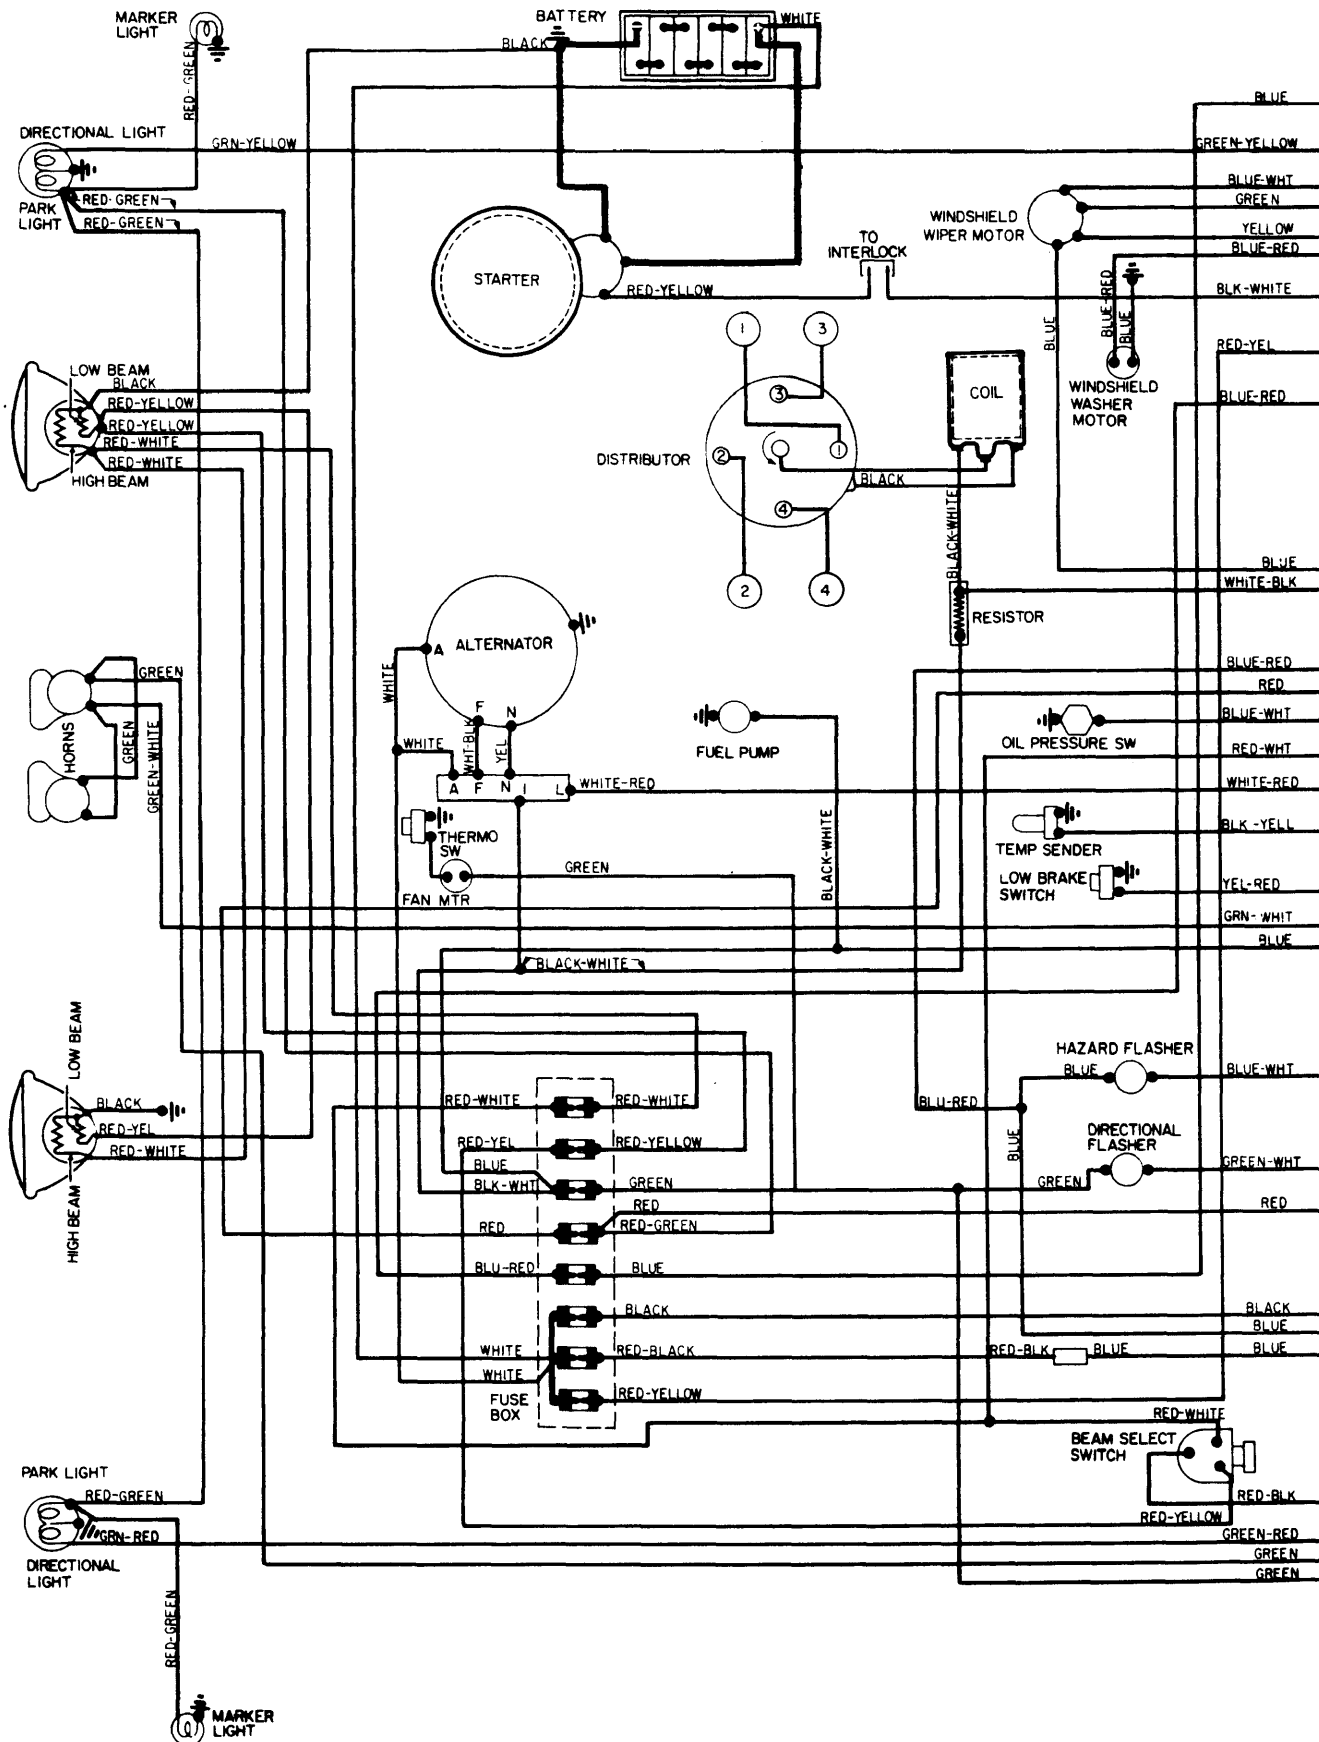 MARKER
LIGHT
BATTERY
WHITE
BLACK
RED-GREEN
BLUE
DIRECTIONAL LIGHT
GRN-YELLOW
GREEN-YELLOW
BLUE-WHT
GREEN
RED-GREEN
PARK
LIGHT
RED-GREEN
WINDSHIELD
WIPER MOTOR
YELLOW
BLUE-RED
TO
INTERLOCK
STARTER
RED-YELLOW
BLK-WHITE
BLUE-RED
BLUE
BLUE
1
3
RED-YEL
LOW BEAM
BLACK
RED-YELLOW
RED-YELLOW
RED-WHITE
RED-WHITE
HIGH BEAM
3
COIL
WINDSHIELD
WASHER
MOTOR
BLUE-RED
DISTRIBUTOR
2
1
BLACK
4
BLACK-WHITE
2
4
BLUE
WHITE-BLK
RESISTOR
ALTERNATOR
A
F
N
WHITE
WHITE
WHT-BLK
YEL
A F N I L
WHITE-RED
HORNS
GREEN
GREEN
GREEN-WHITE
FUEL PUMP
BLUE-RED
RED
BLUE-WHT
OIL PRESSURE SW
RED-WHT
WHITE-RED
THERMO
SW
FAN MTR
GREEN
BLACK-WHITE
BLK-YELL
TEMP SENDER
LOW BRAKE
SWITCH
YEL-RED
GRN-WHIT
BLUE
BLACK-WHITE
LOW BEAM
BLACK
RED-YEL
RED-WHITE
HIGH BEAM
HAZARD FLASHER
BLUE
BLUE-WHT
BLU-RED
BLUE
DIRECTIONAL
FLASHER
GREEN
GREEN-WHT
RED-WHITE
RED-WHITE
RED-YEL
RED-YELLOW
BLUE
BLK-WHT
GREEN
RED
RED
RED
RED-GREEN
BLU-RED
BLUE
BLACK
BLACK
BLUE
WHITE
RED-BLACK
RED-BLK
BLUE
BLUE
WHITE
FUSE
BOX
RED-YELLOW
RED-WHITE
BEAM SELECT
SWITCH
RED-BLK
RED-YELLOW
PARK LIGHT
RED-GREEN
GRN-RED
GREEN-RED
GREEN
GREEN
DIRECTIONAL
LIGHT
RED-GREEN
MARKER
LIGHT